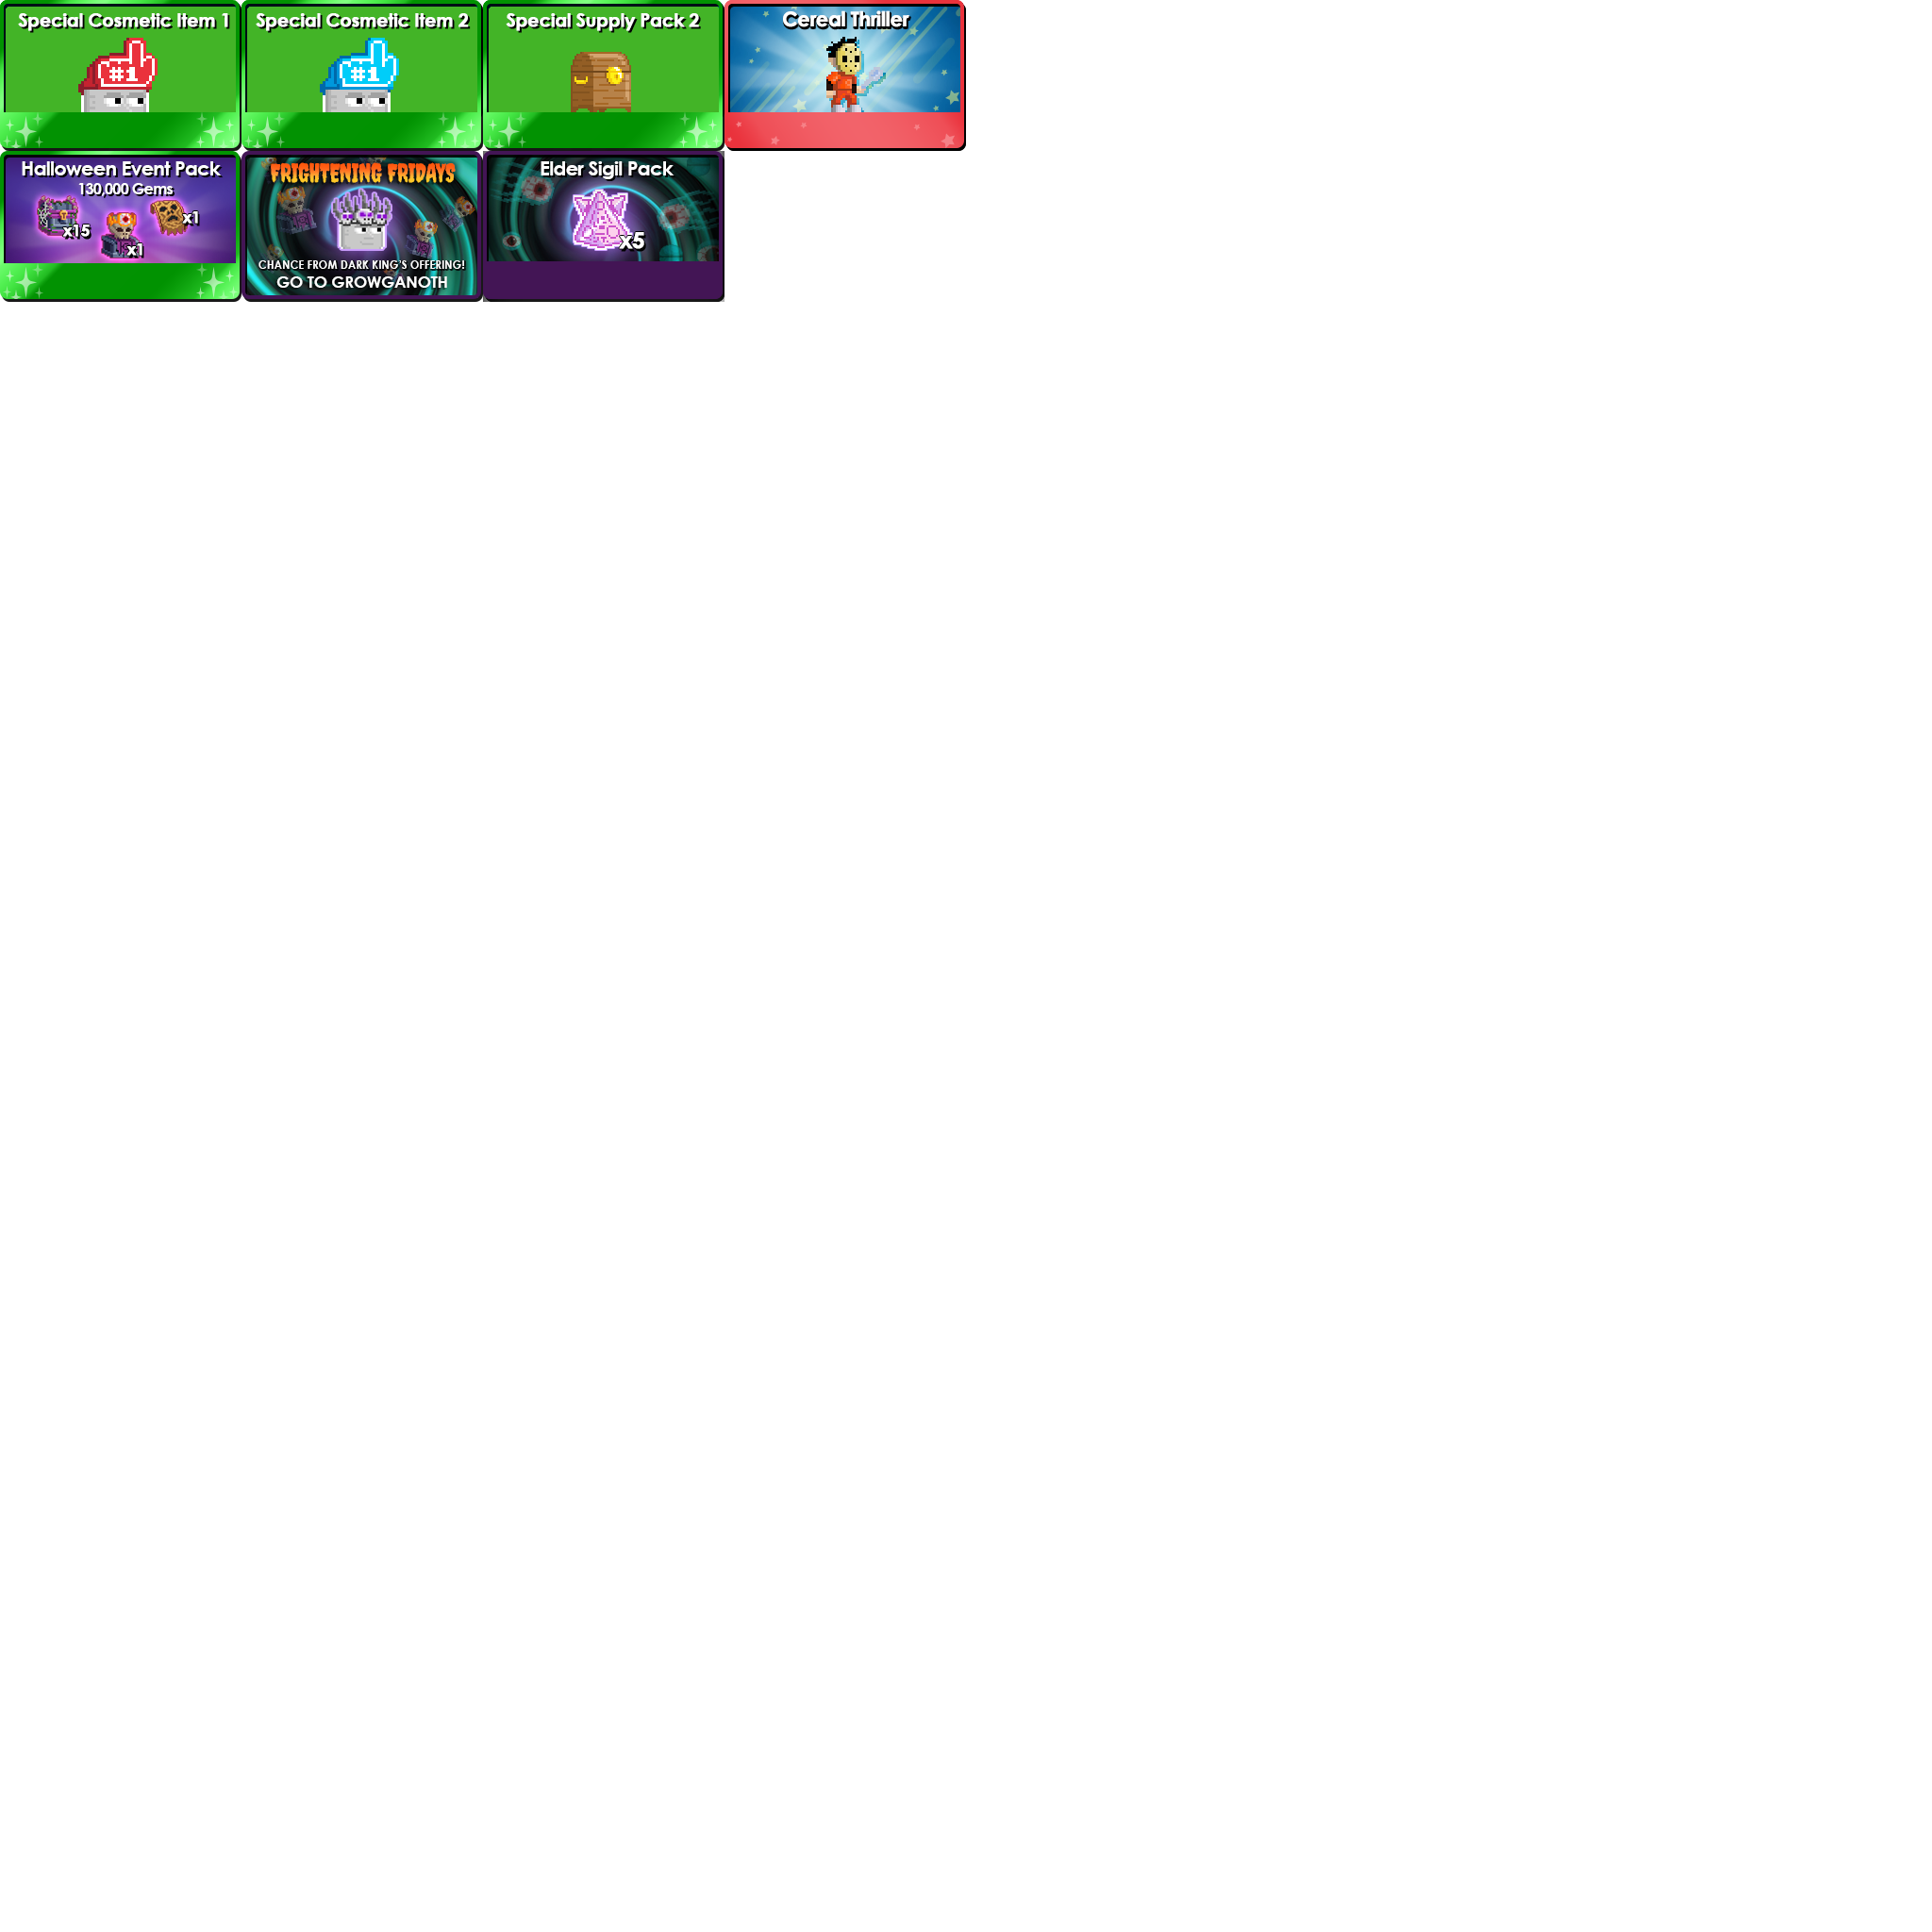 Special Cosmetic Item 1
#1
Special Cosmetic Item 2
#1
Special Supply Pack 2
Cereal Thriller
Halloween Event Pack
130,000 Gems
x15
x1
x1
FRIGHTENING FRIDAYS
CHANCE FROM DARK KING'S OFFERING!
GO TO GROWGANOTH
Elder Sigil Pack
x5